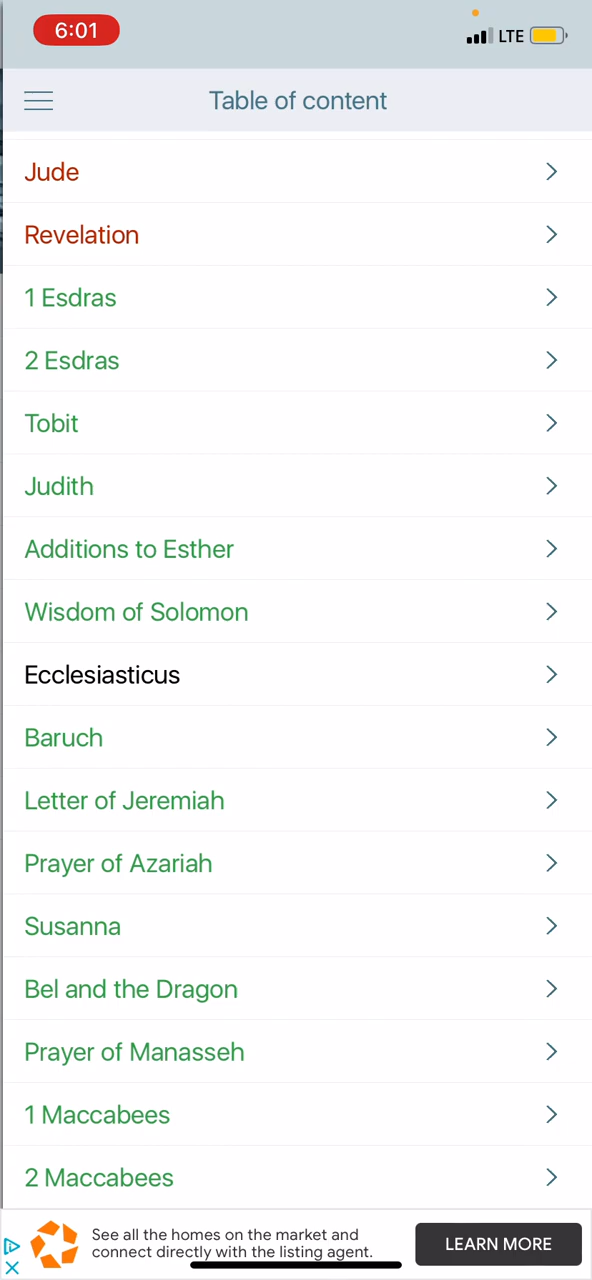 6:01
LTE
Table of content
Jude
Revelation
1 Esdras
2 Esdras
Tobit
Judith
Additions to Esther
Wisdom of Solomon
Ecclesiasticus
Baruch
Letter of Jeremiah
Prayer of Azariah
Susanna
Bel and the Dragon
Prayer of Manasseh
1 Maccabees
2 Maccabees
See all the homes on the market and
connect directly with the listing agent.
LEARN MORE